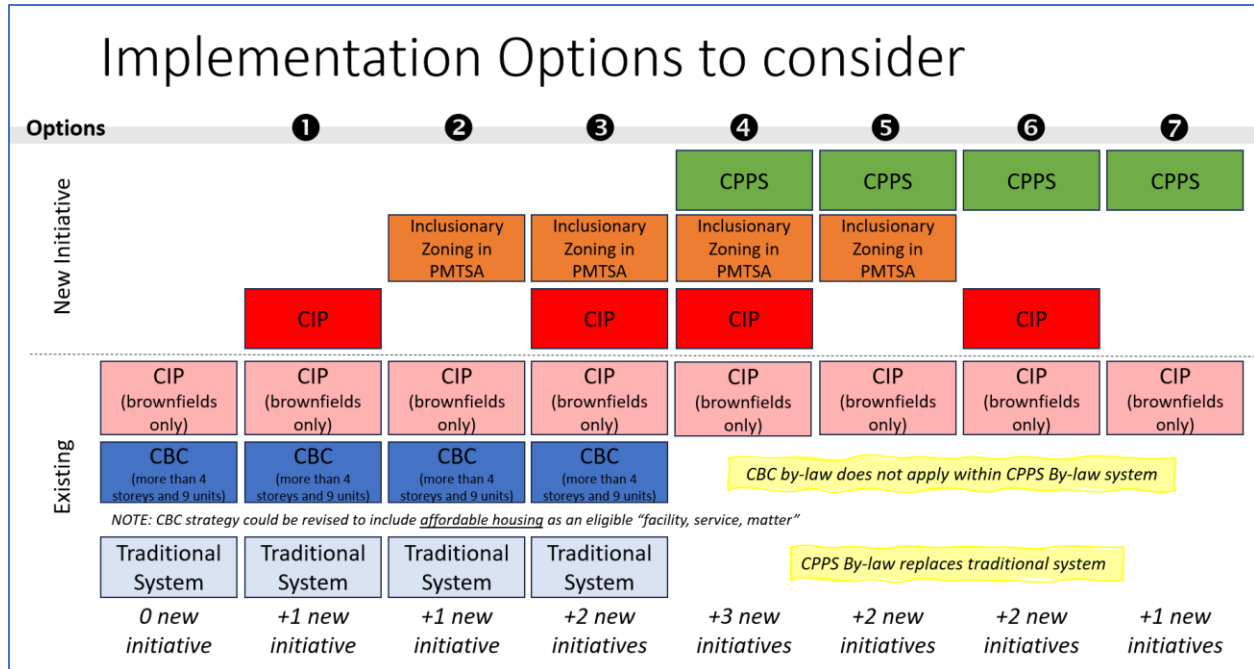 Implementation Options to consider
Options
❶ ❷ ❸ ❹ ❺ ❻ ❼
New Initiative
CPPS CPPS CPPS CPPS
Inclusionary Inclusionary Inclusionary Inclusionary
Zoning in Zoning in Zoning in Zoning in
PMTSA PMTSA PMTSA PMTSA
CIP CIP CIP CIP
Existing
CIP CIP CIP CIP CIP CIP CIP CIP
(brownfields (brownfields (brownfields (brownfields (brownfields (brownfields (brownfields (brownfields
only) only) only) only) only) only) only) only)
CBC CBC CBC CBC
(more than 4 (more than 4 (more than 4 (more than 4
storeys and 9 units) storeys and 9 units) storeys and 9 units) storeys and 9 units)
CBC by-law does not apply within CPPS By-law system
NOTE: CBC strategy could be revised to include affordable housing as an eligible “facility, service, matter”
Traditional Traditional Traditional Traditional
System System System System
CPPS By-law replaces traditional system
0 new +1 new +1 new +2 new +3 new +2 new +2 new +1 new
initiative initiative initiative initiatives initiatives initiatives initiatives initiative